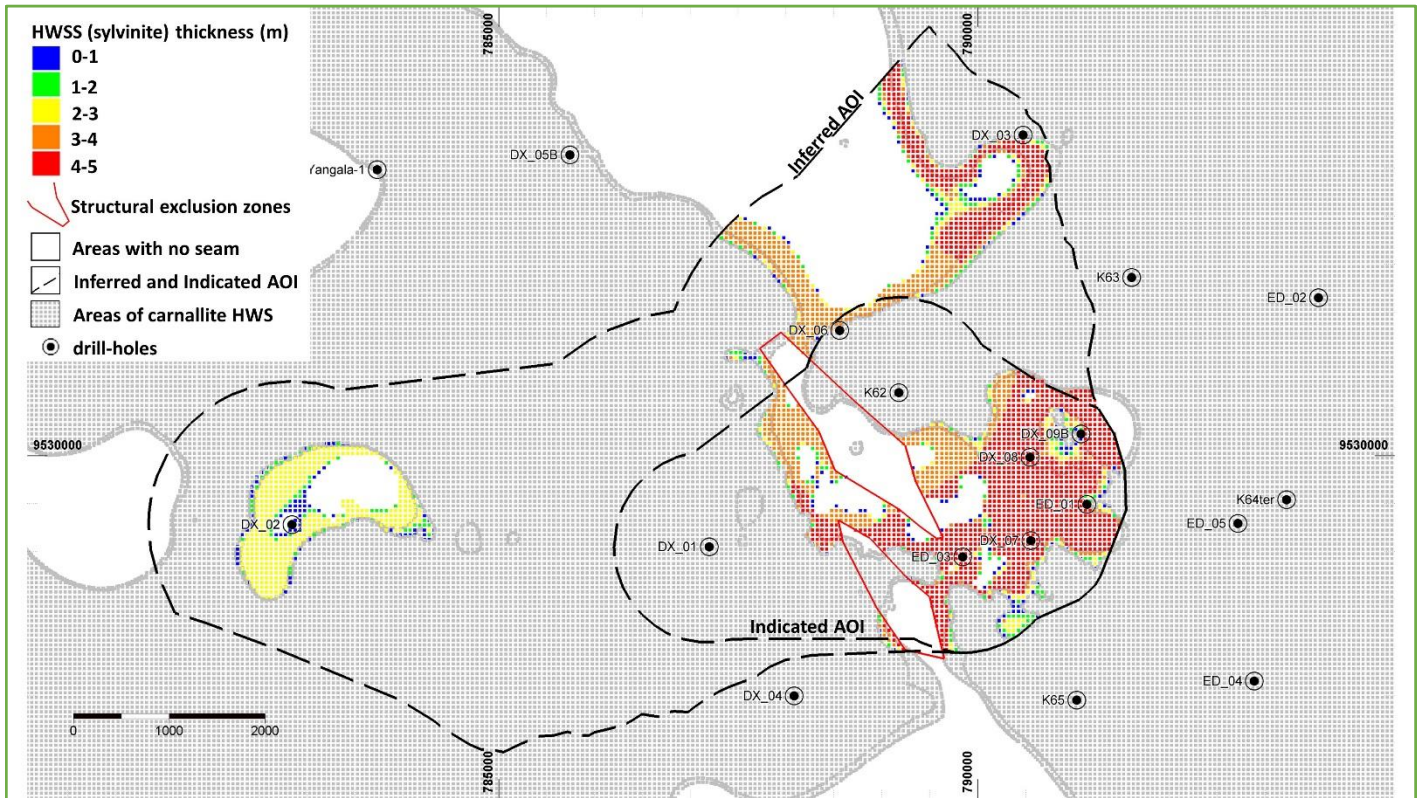 HWSS (sylvinite) thickness (m)
0-1
1-2
2-3
3-4
4-5
Structural exclusion zones
Areas with no seam
Inferred and Indicated AOI
Areas of carnallite HWS
drill-holes
785000
790000
Inferred AOI
DX_03
DX_05B
Yangala-1
K63
ED_02
DX_06
K62
9530000
DX_09B
9530000
DX_08
K64ter
ED_01
ED_05
DX_02
DX_07
DX_01
ED_03
Indicated AOI
ED_04
DX_04
K65
0 1000 2000
785000
790000